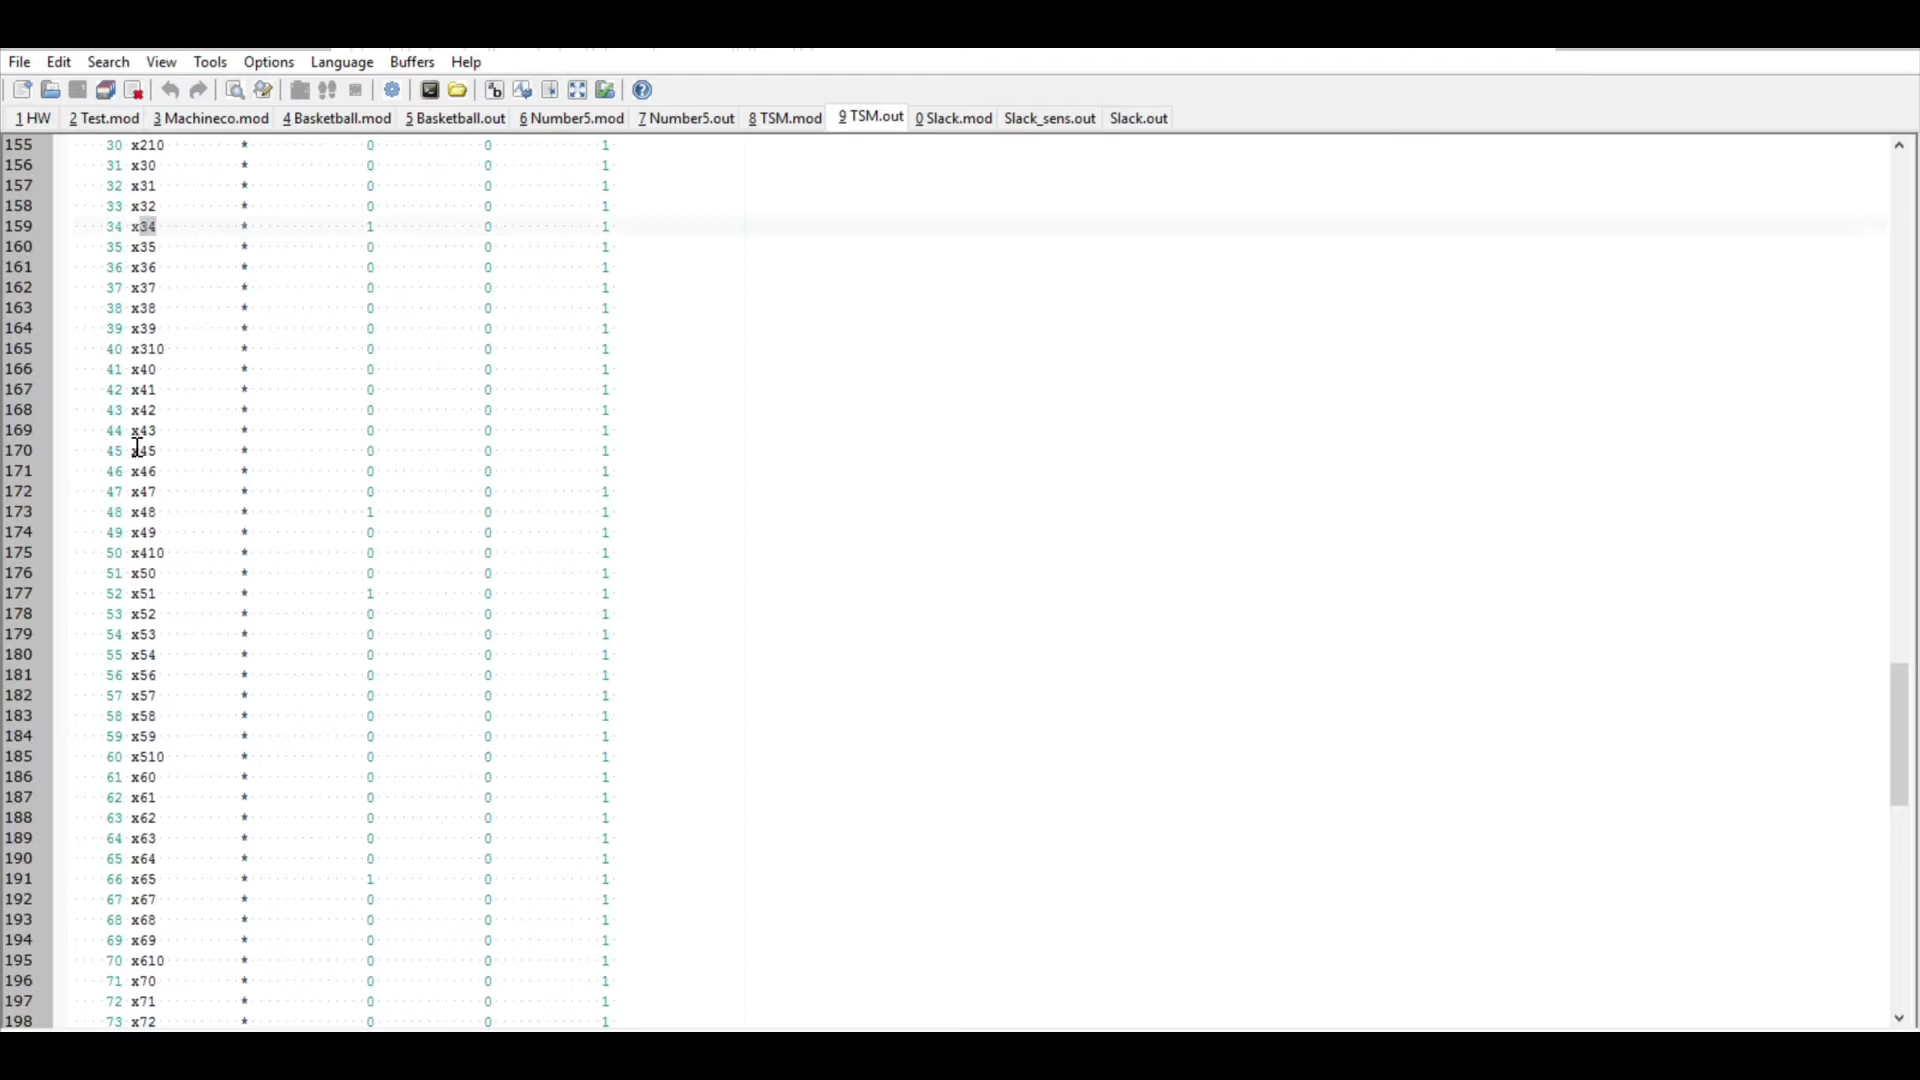 File Edit Search View Tools Options Language Buffers Help
1 HW 2 Test.mod 3 Machineco.mod 4 Basketball.mod 5 Basketball.out 6 Number5.mod 7 Number5.out 8 TSM.mod 9 TSM.out 0 Slack.mod Slack_sens.out Slack.out
155 30 x210 * 0 0 1
156 31 x30 * 0 0 1
157 32 x31 * 0 0 1
158 33 x32 * 0 0 1
159 34 x34 * 1 0 1
160 35 x35 * 0 0 1
161 36 x36 * 0 0 1
162 37 x37 * 0 0 1
163 38 x38 * 0 0 1
164 39 x39 * 0 0 1
165 40 x310 * 0 0 1
166 41 x40 * 0 0 1
167 42 x41 * 0 0 1
168 43 x42 * 0 0 1
169 44 x43 * 0 0 1
170 45 x45 * 0 0 1
171 46 x46 * 0 0 1
172 47 x47 * 0 0 1
173 48 x48 * 1 0 1
174 49 x49 * 0 0 1
175 50 x410 * 0 0 1
176 51 x50 * 0 0 1
177 52 x51 * 1 0 1
178 53 x52 * 0 0 1
179 54 x53 * 0 0 1
180 55 x54 * 0 0 1
181 56 x56 * 0 0 1
182 57 x57 * 0 0 1
183 58 x58 * 0 0 1
184 59 x59 * 0 0 1
185 60 x510 * 0 0 1
186 61 x60 * 0 0 1
187 62 x61 * 0 0 1
188 63 x62 * 0 0 1
189 64 x63 * 0 0 1
190 65 x64 * 0 0 1
191 66 x65 * 1 0 1
192 67 x67 * 0 0 1
193 68 x68 * 0 0 1
194 69 x69 * 0 0 1
195 70 x610 * 0 0 1
196 71 x70 * 0 0 1
197 72 x71 * 0 0 1
198 73 x72 * 0 0 1